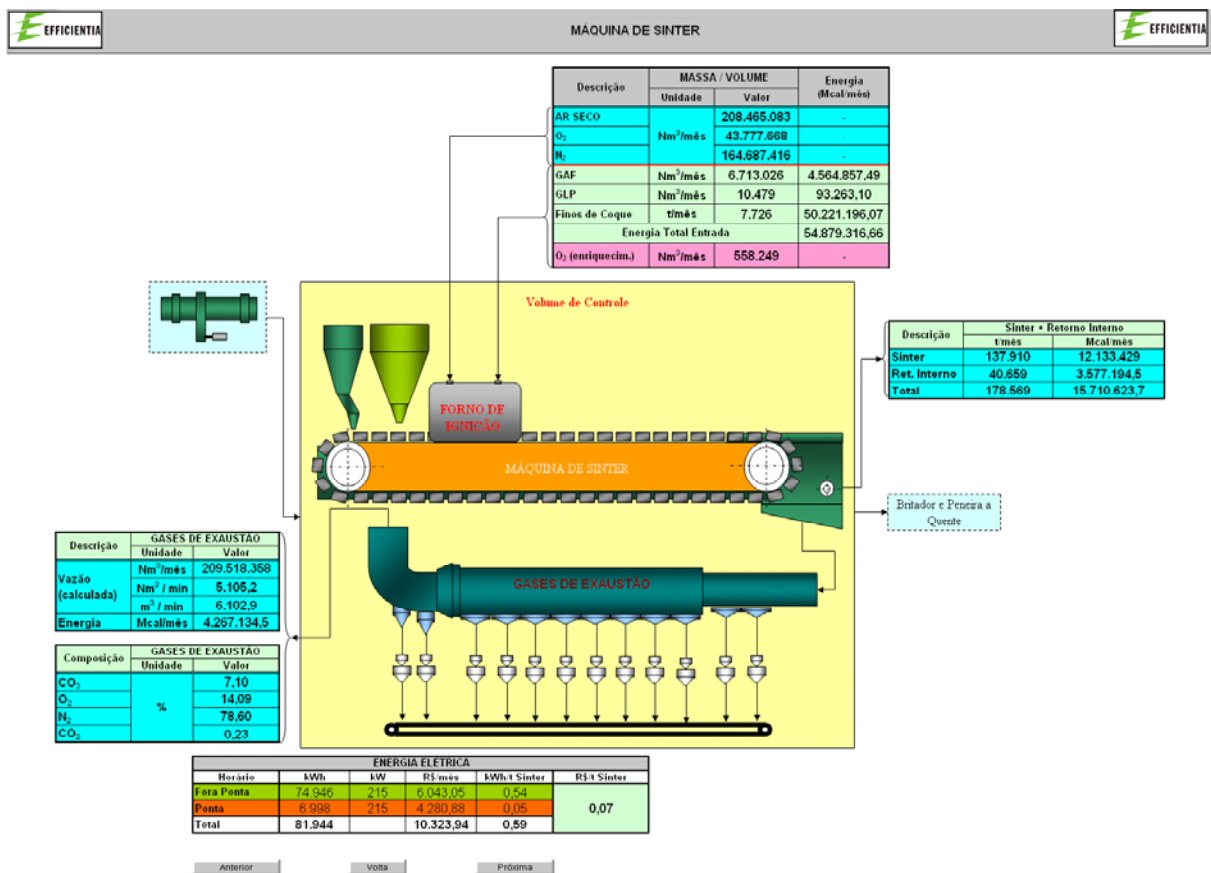 EFFICIENTIA
MÁQUINA DE SINTER
EFFICIENTIA
Descrição MASSA / VOLUME Energia (Mcal/mês)
Unidade Valor
AR SECO Nm³/mês 208.465.083 -
O₂ 43.777.668 -
N₂ 164.687.416 -
GAF Nm³/mês 6.713.026 4.564.857,49
GLP Nm³/mês 10.479 93.263,10
Finos de Coque t/mês 7.726 50.221.196,07
Energia Total Entrada 54.879.316,66
O₂ (enriquecim.) Nm³/mês 558.249 -
Volume de Controle
Descrição Sinter + Retorno Interno
t/mês Mcal/mês
Sinter 137.910 12.133.429
Ret. Interno 40.659 3.577.194,5
Total 178.569 15.710.623,7
FORNO DE
IGNIÇÃO
MÁQUINA DE SINTER
Britador e Peneira a
Quente
Descrição GASES DE EXAUSTÃO
Unidade Valor
Vazão (calculada) Nm³/mês 209.518.358
Nm³ / min 5.105,2
m³ / min 6.102,9
Energia Mcal/mês 4.267.134,5
GASES DE EXAUSTÃO
Composição GASES DE EXAUSTÃO
Unidade Valor
CO₂ % 7,10
O₂ 14,09
N₂ 78,60
CO₂ 0,23
ENERGIA ELÉTRICA
Horário kWh kW R$/mês kWh/t Sinter R$/t Sinter
Fora Ponta 74.946 215 6.043,05 0,54 0,07
Ponta 6.998 215 4.280,88 0,05
Total 81.944 10.323,94 0,59
Anterior Volta Próxima